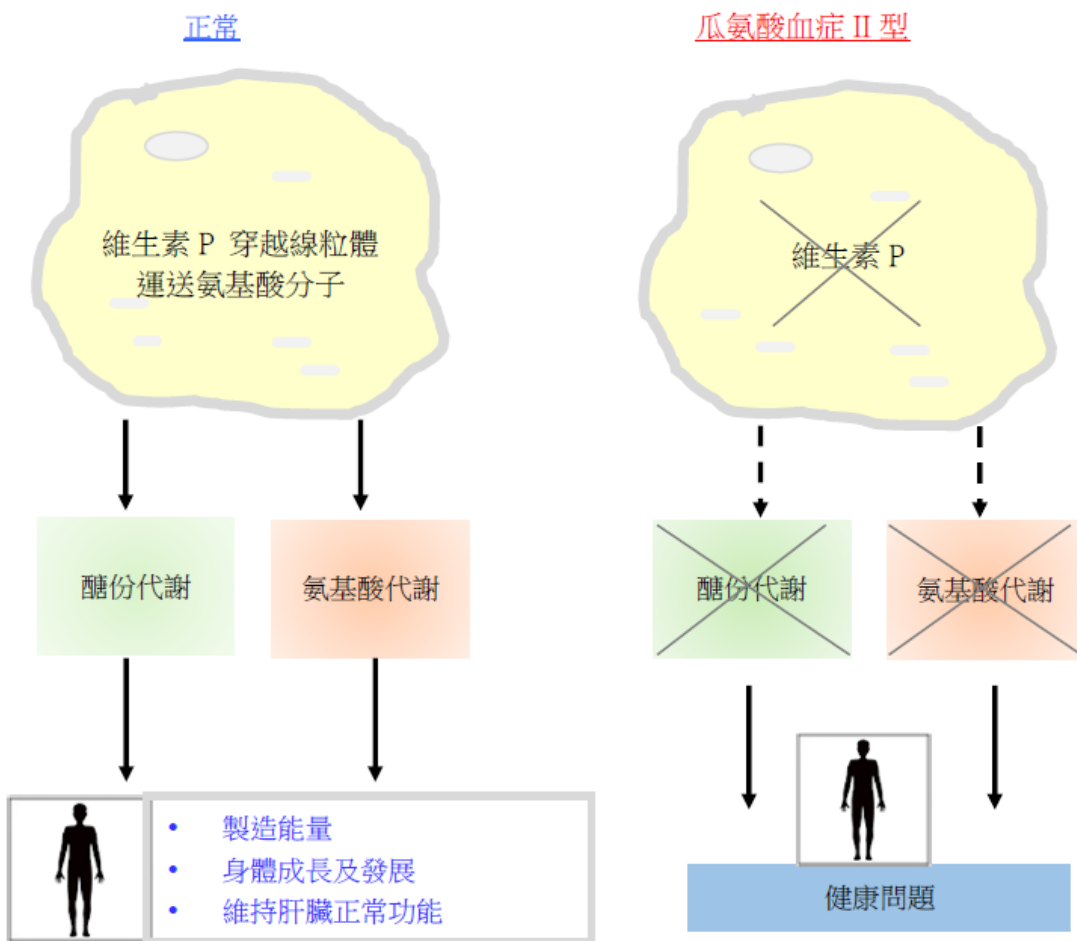 正常
維生素 P 穿越線粒體
運送氨基酸分子
醣份代謝
氨基酸代謝
• 製造能量
• 身體成長及發展
• 維持肝臟正常功能
瓜氨酸血症 II 型
維生素 P
醣份代謝
氨基酸代謝
健康問題